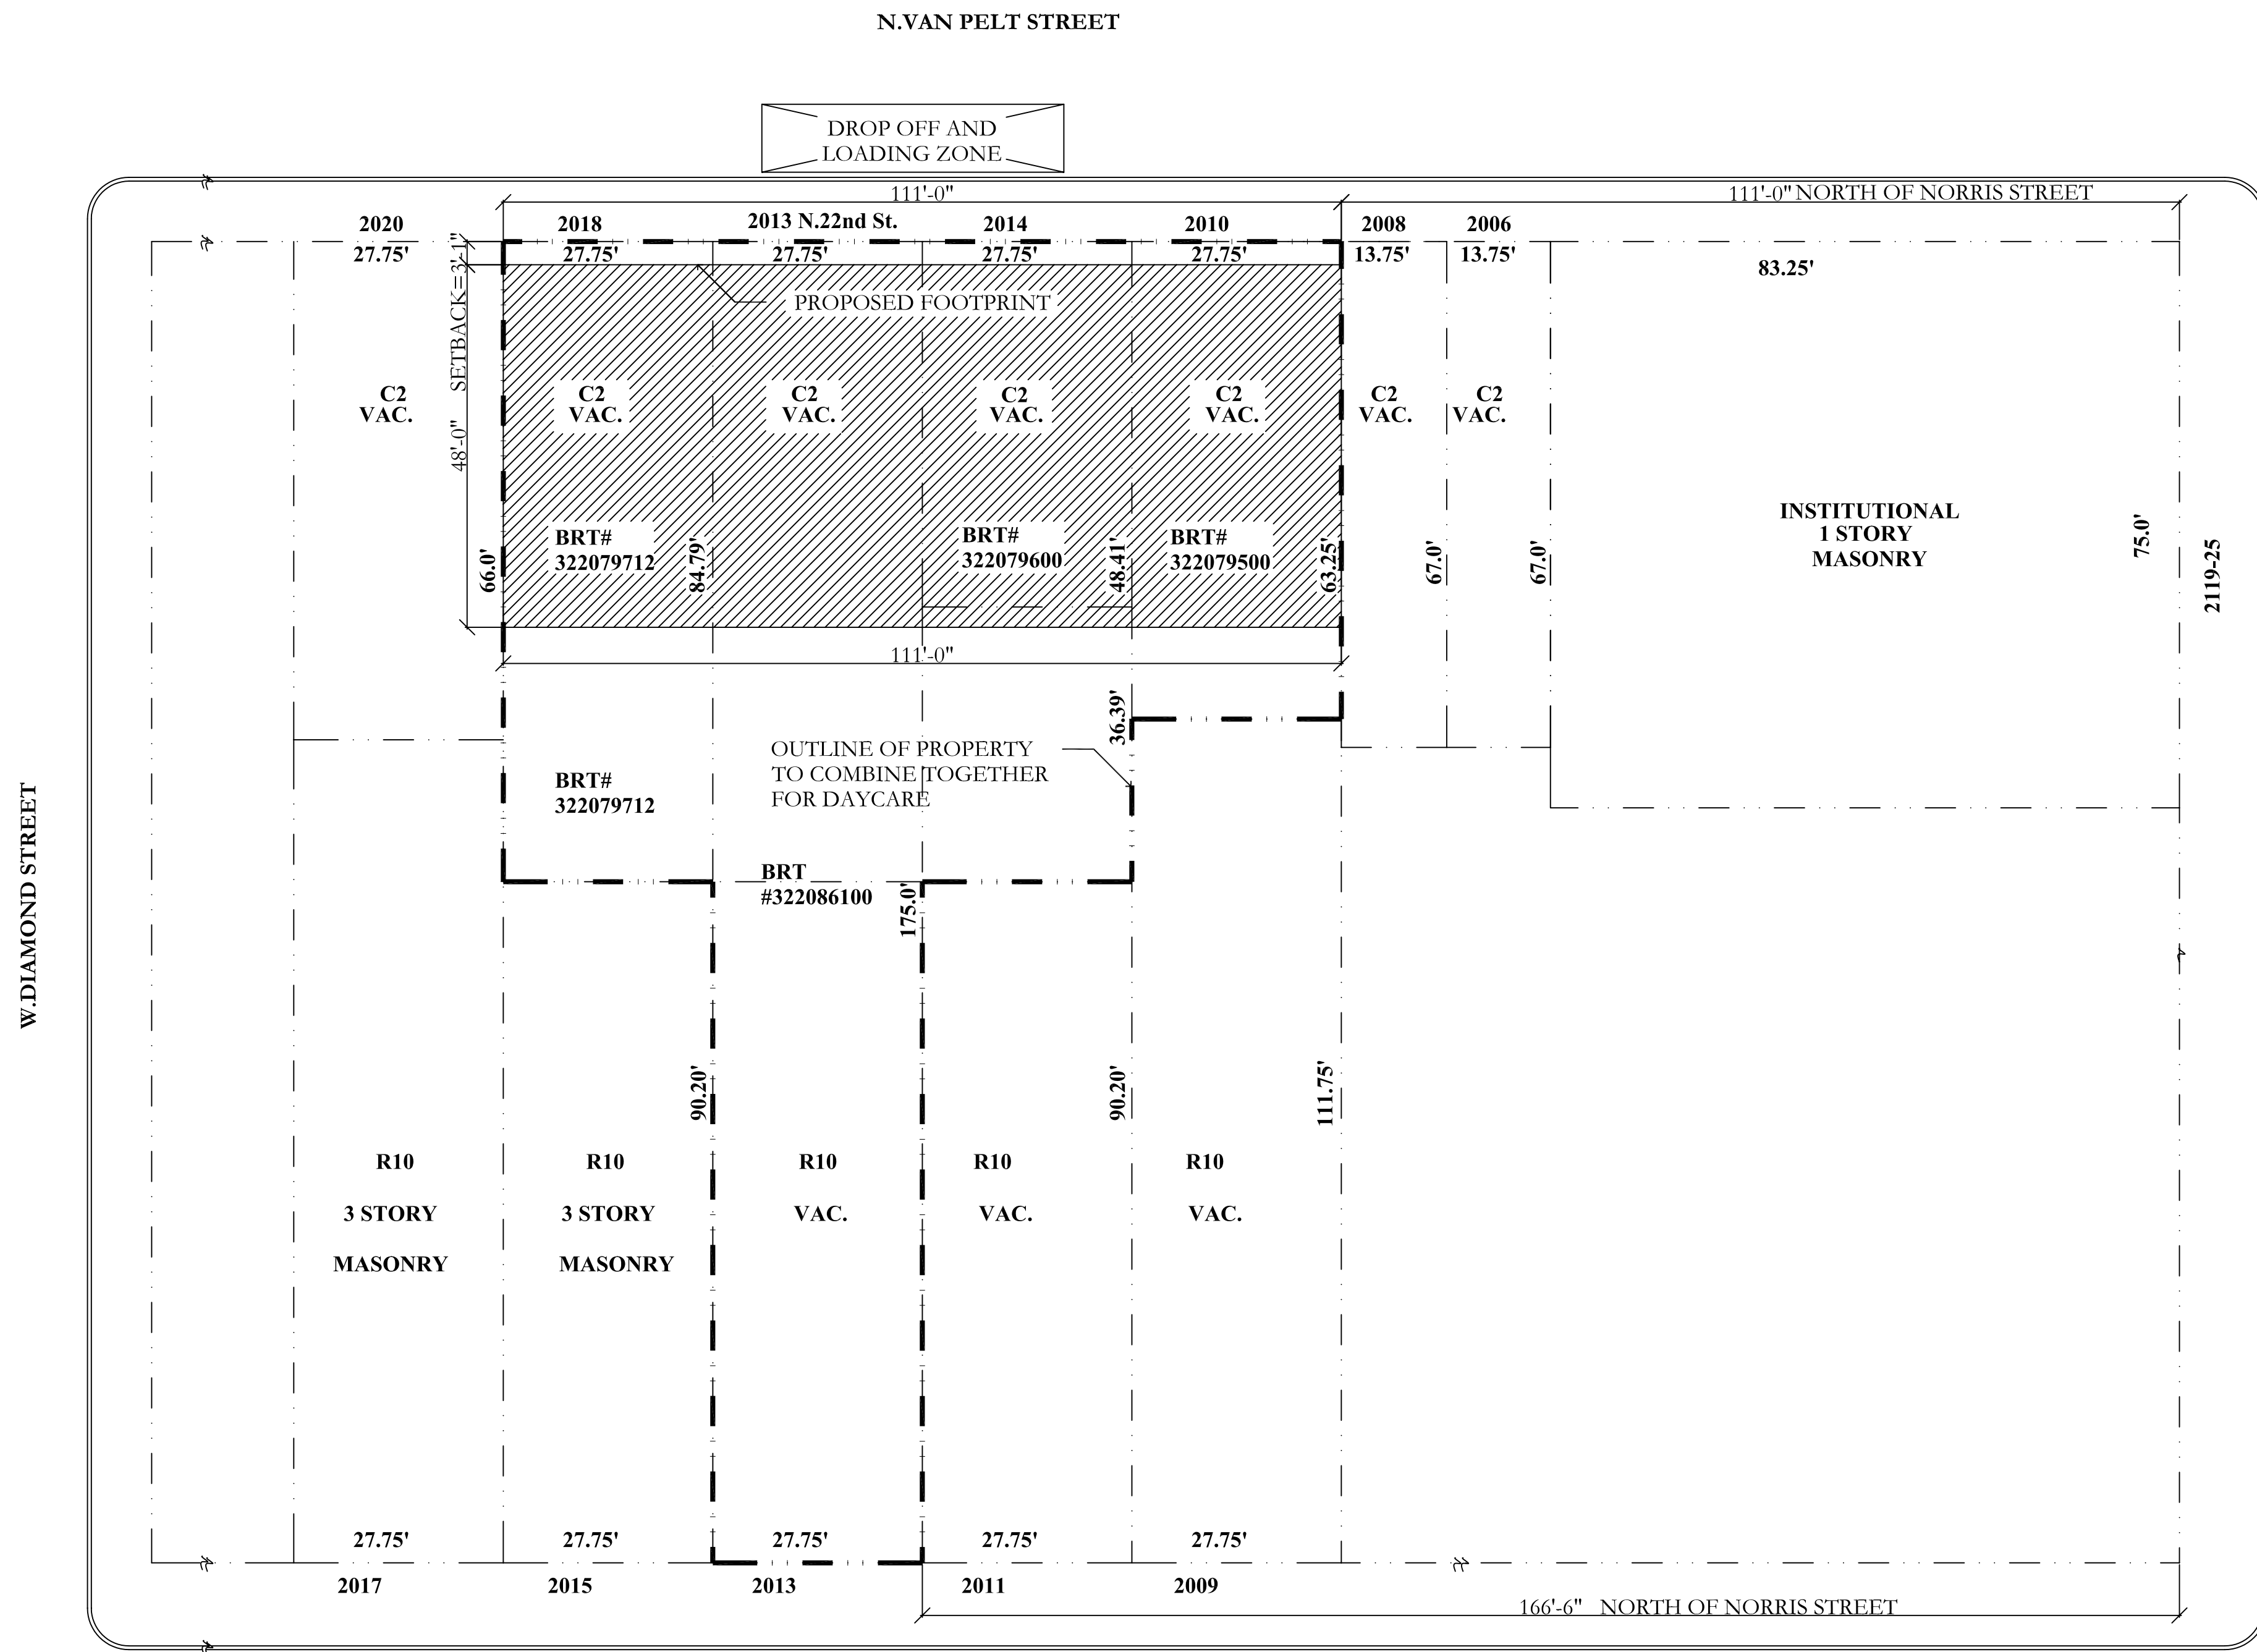 N.VAN PELT STREET
DROP OFF AND
LOADING ZONE
111'-0"
111'-0" NORTH OF NORRIS STREET
2020
2018
2013 N.22nd St.
2014
2010
2008
2006
27.75'
27.75'
27.75'
27.75'
27.75'
13.75'
13.75'
83.25'
SETBACK=3'-1"
48'-0"
PROPOSED FOOTPRINT
C2
VAC.
C2
VAC.
C2
VAC.
C2
VAC.
C2
VAC.
C2
VAC.
C2
VAC.
INSTITUTIONAL
1 STORY
MASONRY
75.0'
2119-25
BRT#
322079712
BRT#
322079600
BRT#
322079500
66.0'
84.79'
48.41'
63.25'
67.0'
67.0'
111'-0"
36.39'
OUTLINE OF PROPERTY
TO COMBINE TOGETHER
FOR DAYCARE
BRT#
322079712
BRT
#322086100
175.0'
W.DIAMOND STREET
90.20'
90.20'
111.75'
R10
3 STORY
MASONRY
R10
3 STORY
MASONRY
R10
VAC.
R10
VAC.
R10
VAC.
27.75'
27.75'
27.75'
27.75'
27.75'
2017
2015
2013
2011
2009
166'-6" NORTH OF NORRIS STREET